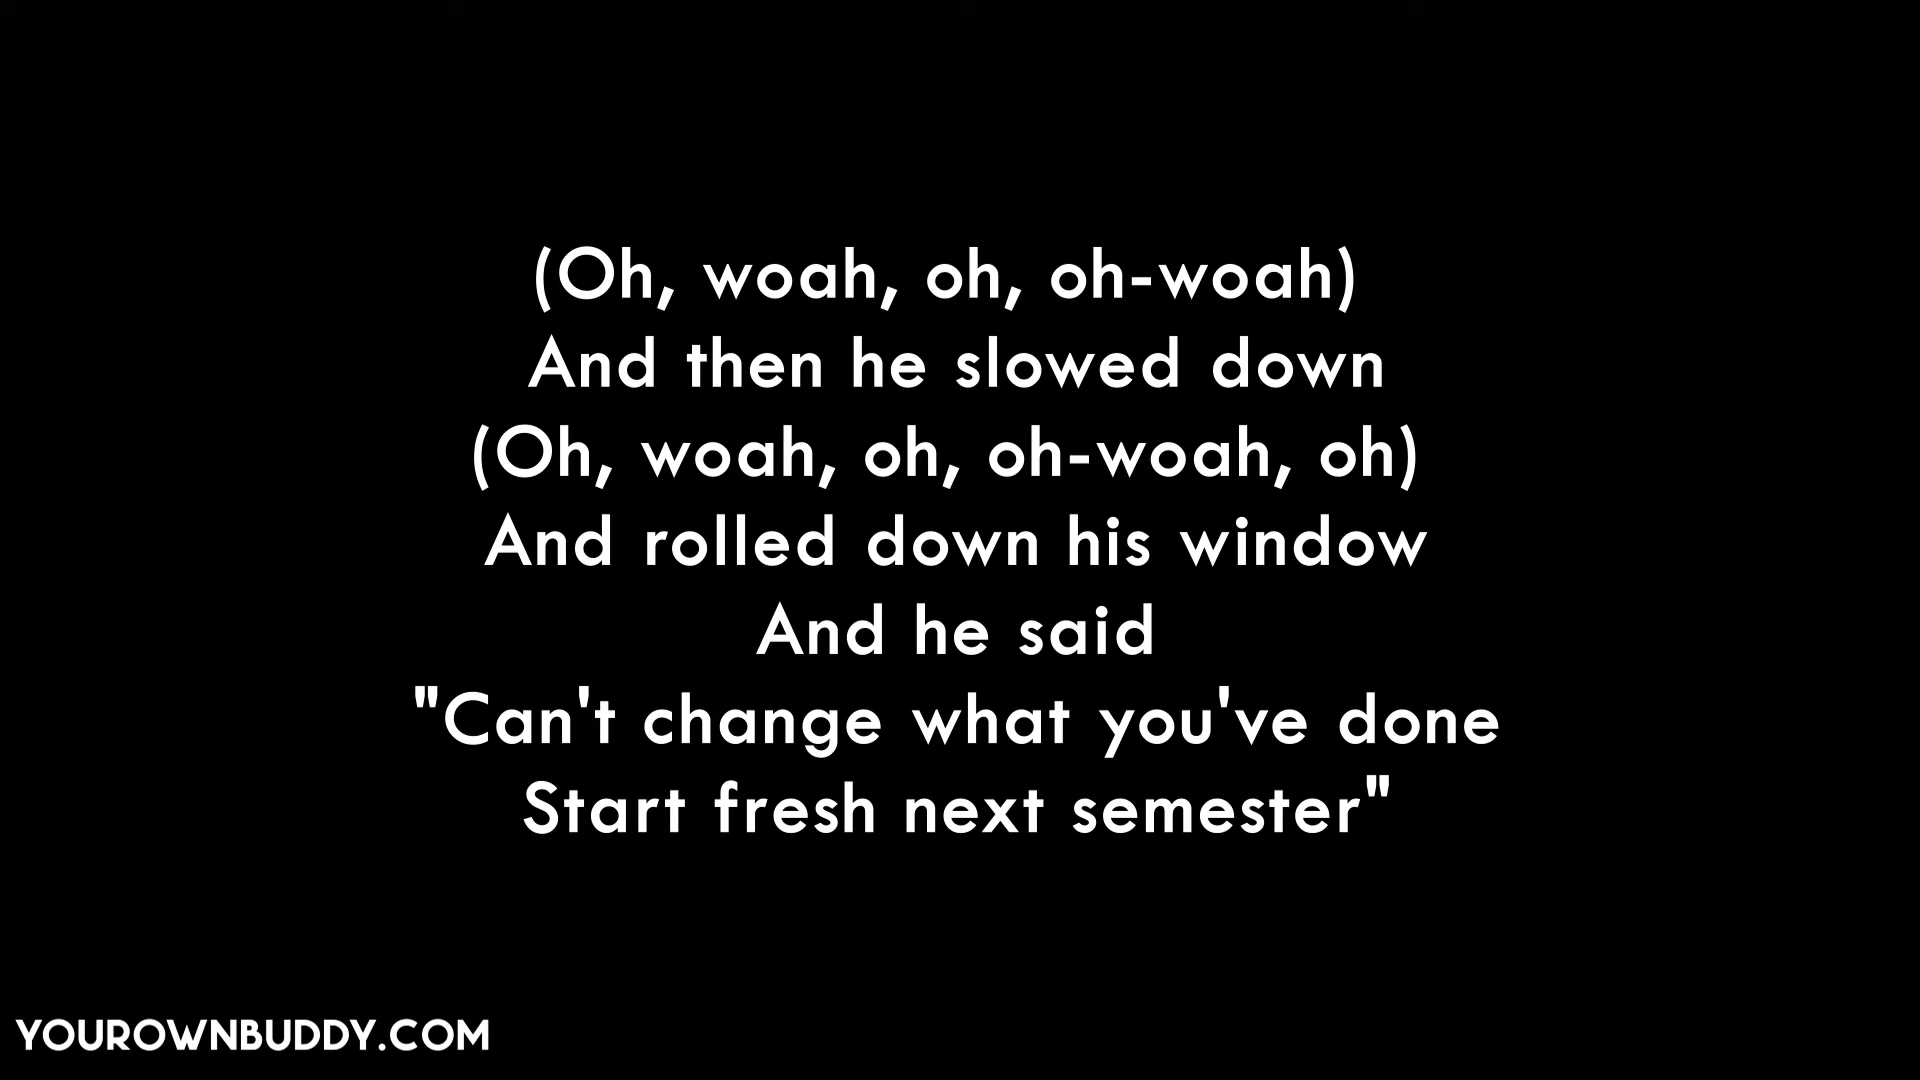 (Oh, woah, oh, oh-woah)
And then he slowed down
(Oh, woah, oh, oh-woah, oh)
And rolled down his window
And he said
"Can't change what you've done
Start fresh next semester"
YOUROWNBUDDY.COM